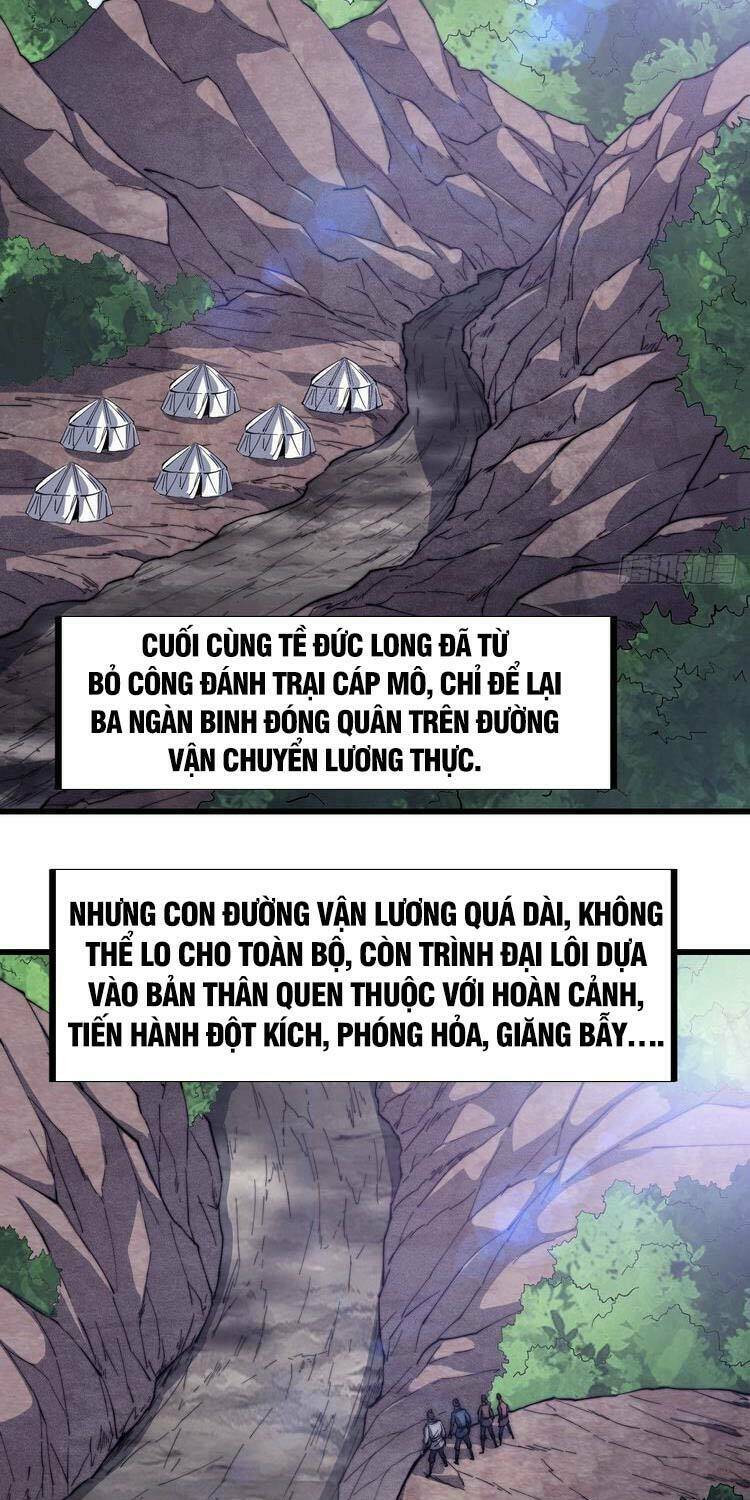 CUỐI CÙNG TỀ ĐỨC LONG ĐÃ TỪ
BỎ CÔNG ĐÁNH TRẠI CÁP MÔ, CHỈ ĐỂ LẠI
BA NGÀN BINH ĐÓNG QUÂN TRÊN ĐƯỜNG
VẬN CHUYỂN LƯƠNG THỰC.
NHƯNG CON ĐƯỜNG VẬN LƯƠNG QUÁ DÀI, KHÔNG
THỂ LO CHO TOÀN BỘ, CÒN TRÌNH ĐẠI LÔI DỰA
VÀO BẢN THÂN QUEN THUỘC VỚI HOÀN CẢNH,
TIẾN HÀNH ĐỘT KÍCH, PHÓNG HỎA, GIĂNG BẪY....